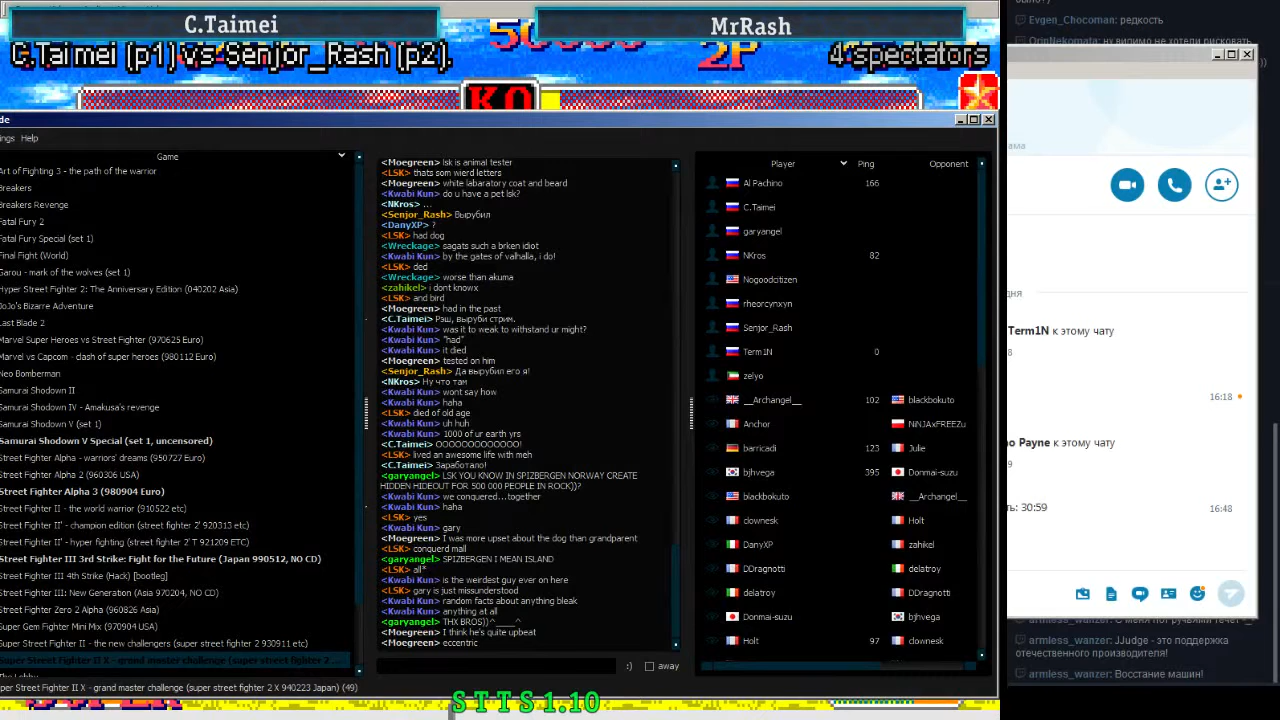 C.Taimei
MrRash
C.Taimei (p1) vs Senjor_Rash (p2).
4 spectators
2P
KO
de
ings Help
Game
Art of Fighting 3 - the path of the warrior
Breakers
Breakers Revenge
Fatal Fury 2
Fatal Fury Special (set 1)
Final Fight (World)
Garou - mark of the wolves (set 1)
Hyper Street Fighter 2: The Anniversary Edition (040202 Asia)
JoJo's Bizarre Adventure
Last Blade 2
Marvel Super Heroes vs Street Fighter (970625 Euro)
Marvel vs Capcom - clash of super heroes (980112 Euro)
Neo Bomberman
Samurai Shodown II
Samurai Shodown IV - Amakusa's revenge
Samurai Shodown V (set 1)
Samurai Shodown V Special (set 1, uncensored)
Street Fighter Alpha - warriors' dreams (950727 Euro)
Street Fighter Alpha 2 (960306 USA)
Street Fighter Alpha 3 (980904 Euro)
Street Fighter II - the world warrior (910522 etc)
Street Fighter II' - champion edition (street fighter 2' 920313 etc)
Street Fighter II' - hyper fighting (street fighter 2' T 921209 ETC)
Street Fighter III 3rd Strike: Fight for the Future (Japan 990512, NO CD)
Street Fighter III 4th Strike (Hack) [bootleg]
Street Fighter III: New Generation (Asia 970204, NO CD)
Street Fighter Zero 2 Alpha (960826 Asia)
Super Gem Fighter Mini Mix (970904 USA)
Super Street Fighter II - the new challengers (super street fighter 2 930911 etc)
Super Street Fighter II X - grand master challenge (super street fighter 2 ...
The Lobby
per Street Fighter II X - grand master challenge (super street fighter 2 X 940223 Japan) (49)
<Moegreen> lsk is animal tester
<LSK> thats som wierd letters
<Moegreen> white labaratory coat and beard
<Kwabi Kun> do u have a pet lsk?
<NKros> ...
<Senjor_Rash> Вырубил
<DanyXP> ?
<LSK> had dog
<Wreckage> sagats such a brken idiot
<Kwabi Kun> by the gates of valhalla, i do!
<LSK> ded
<Wreckage> worse than akuma
<zahikel> i dont knowx
<LSK> and bird
<Moegreen> had in the past
<C.Taimei> Рэш, выруби стрим.
<Kwabi Kun> was it to weak to withstand ur might?
<Kwabi Kun> "had"
<Kwabi Kun> it died
<Moegreen> tested on him
<Senjor_Rash> Да вырубил его я!
<NKros> Ну что там
<Kwabi Kun> wont say how
<Kwabi Kun> haha
<LSK> died of old age
<Kwabi Kun> uh huh
<Kwabi Kun> 1000 of ur earth yrs
<C.Taimei> OOOOOOOOOOOO!
<LSK> lived an awesome life with meh
<C.Taimei> Заработало!
<garyangel> LSK YOU KNOW IN SPIZBERGEN NORWAY CREATE
HIDDEN HIDEOUT FOR 500 000 PEOPLE IN ROCK))?
<Kwabi Kun> we conquered...together
<Kwabi Kun> haha
<LSK> yes
<Kwabi Kun> gary
<Moegreen> I was more upset about the dog than grandparent
<LSK> conquerd mall
<garyangel> SPIZBERGEN I MEAN ISLAND
<LSK> all*
<Kwabi Kun> is the weirdest guy ever on here
<LSK> gary is just missunderstood
<Kwabi Kun> random facts about anything bleak
<Kwabi Kun> anything at all
<garyangel> THX BROS))^____^
<Moegreen> I think he's quite upbeat
<Moegreen> eccentric
:) away
Player Ping Opponent
Al Pachino 166
C.Taimei
garyangel
NKros 82
Nogoodcitizen
rheorcynxyn
Senjor_Rash
Term1N 0
zelyo
__Archangel__ 102 blackbokuto
Anchor NiNJAxFREEZu
barricadi 123 Julie
bjhvega 395 Donmai-suzu
blackbokuto __Archangel__
clownesk Holt
DanyXP zahikel
DDragnotti delatroy
delatroy DDragnotti
Donmai-suzu bjhvega
Holt 97 clownesk
STTS 1.10
Evgen_Chocoman: редкость
дня
Term1N к этому чату
16:18
o Payne к этому чату
ть: 30:59
16:48
armless_wanzer: JJudge - это поддержка
отечественного производителя!
armless_wanzer: Восстание машин!